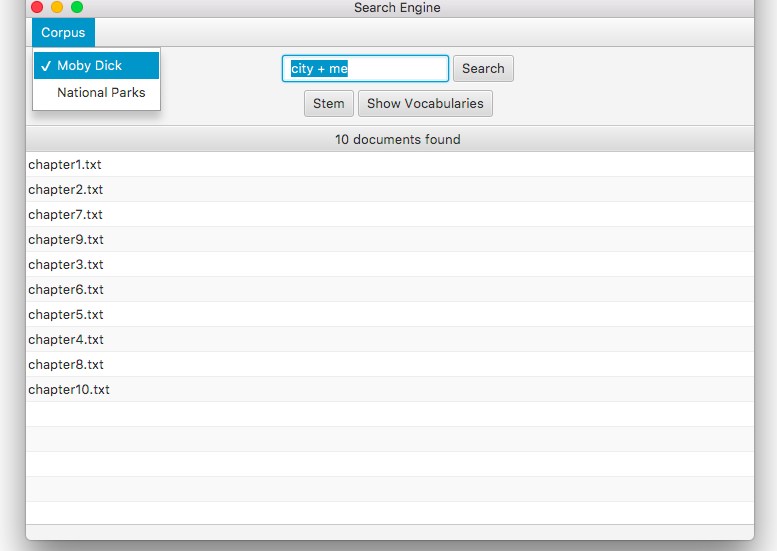 Search Engine
Corpus
✓ Moby Dick
National Parks
city + me
Search
Stem
Show Vocabularies
10 documents found
chapter1.txt
chapter2.txt
chapter7.txt
chapter9.txt
chapter3.txt
chapter6.txt
chapter5.txt
chapter4.txt
chapter8.txt
chapter10.txt